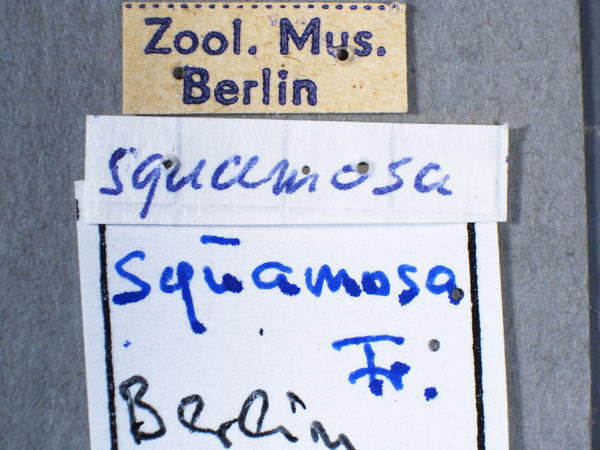 Zool. Mus.
Berlin
squamosa
squamosa
Fr.
Berlin